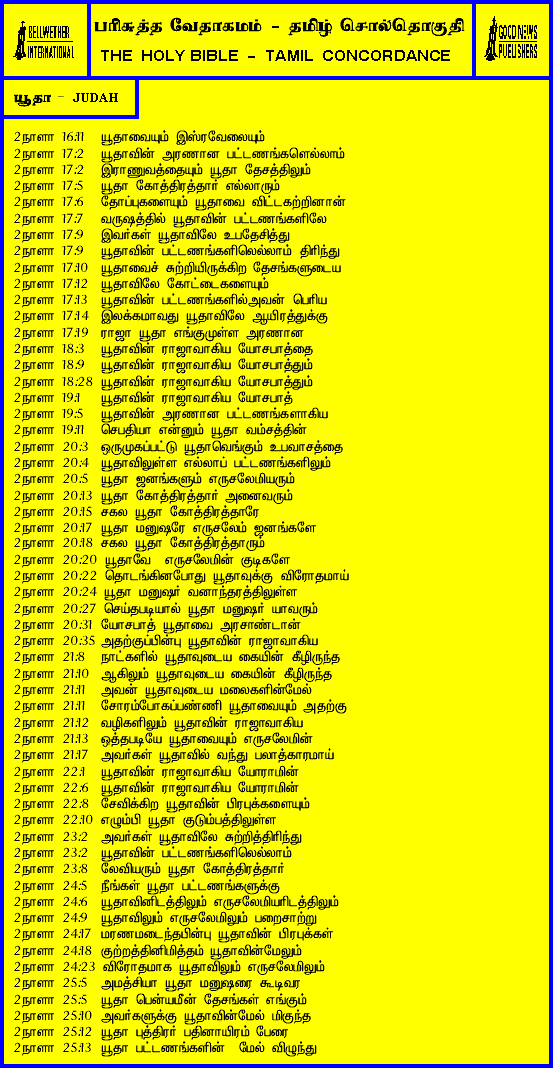 BELLWETHER
INTERNATIONAL
பரிசுத்த வேதாகமம் - தமிழ் சொல்தொகுதி
THE HOLY BIBLE - TAMIL CONCORDANCE
GOOD NEWS
PUBLISHERS
யூதா - JUDAH
2நாளா 16:11 யூதாவையும் இஸ்ரவேலையும்
2நாளா 17:2 யூதாவின் அரணான பட்டணங்களெல்லாம்
2நாளா 17:2 இராணுவத்தையும் யூதா தேசத்திலும்
2நாளா 17:5 யூதா கோத்திரத்தார் எல்லாரும்
2நாளா 17:6 தோப்புகளையும் யூதாவை விட்டகற்றினான்
2நாளா 17:7 வருஷத்தில் யூதாவின் பட்டணங்களிலே
2நாளா 17:9 இவர்கள் யூதாவிலே உபதேசித்து
2நாளா 17:9 யூதாவின் பட்டணங்களிலெல்லாம் திரிந்து
2நாளா 17:10 யூதாவைச் சுற்றியிருக்கிற தேசங்களுடைய
2நாளா 17:12 யூதாவிலே கோட்டைகளையும்
2நாளா 17:13 யூதாவின் பட்டணங்களில்அவன் பெரிய
2நாளா 17:14 இலக்கமாவது யூதாவிலே ஆயிரத்துக்கு
2நாளா 17:19 ராஜா யூதா எங்குமுள்ள அரணான
2நாளா 18:3 யூதாவின் ராஜாவாகிய யோசபாத்தை
2நாளா 18:9 யூதாவின் ராஜாவாகிய யோசபாத்தும்
2நாளா 18:28 யூதாவின் ராஜாவாகிய யோசபாத்தும்
2நாளா 19:1 யூதாவின் ராஜாவாகிய யோசபாத்
2நாளா 19:5 யூதாவின் அரணான பட்டணங்களாகிய
2நாளா 19:11 செபதியா என்னும் யூதா வம்சத்தின்
2நாளா 20:3 ஒருமுகப்பட்டு யூதாவெங்கும் உபவாசத்தை
2நாளா 20:4 யூதாவிலுள்ள எல்லாப் பட்டணங்களிலும்
2நாளா 20:5 யூதா ஜனங்களும் எருசலேமியரும்
2நாளா 20:13 யூதா கோத்திரத்தார் அனைவரும்
2நாளா 20:15 சகல யூதா கோத்திரத்தாரே
2நாளா 20:17 யூதா மனுஷரே எருசலேம் ஜனங்களே
2நாளா 20:18 சகல யூதா கோத்திரத்தாரும்
2நாளா 20:20 யூதாவே எருசலேமின் குடிகளே
2நாளா 20:22 தொடங்கினபோது யூதாவுக்கு விரோதமாய்
2நாளா 20:24 யூதா மனுஷர் வனாந்தரத்திலுள்ள
2நாளா 20:27 செய்தபடியால் யூதா மனுஷர் யாவரும்
2நாளா 20:31 யோசபாத் யூதாவை அரசாண்டான்
2நாளா 20:35 அதற்குப்பின்பு யூதாவின் ராஜாவாகிய
2நாளா 21:8 நாட்களில் யூதாவுடைய கையின் கீழிருந்த
2நாளா 21:10 ஆகிலும் யூதாவுடைய கையின் கீழிருந்த
2நாளா 21:11 அவன் யூதாவுடைய மலைகளின்மேல்
2நாளா 21:11 சோரம்போகப்பண்ணி யூதாவையும் அதற்கு
2நாளா 21:12 வழிகளிலும் யூதாவின் ராஜாவாகிய
2நாளா 21:13 ஒத்தபடியே யூதாவையும் எருசலேமின்
2நாளா 21:17 அவர்கள் யூதாவில் வந்து பலாத்காரமாய்
2நாளா 22:1 யூதாவின் ராஜாவாகிய யோராமின்
2நாளா 22:6 யூதாவின் ராஜாவாகிய யோராமின்
2நாளா 22:8 சேவிக்கிற யூதாவின் பிரபுக்களையும்
2நாளா 22:10 எழும்பி யூதா குடும்பத்திலுள்ள
2நாளா 23:2 அவர்கள் யூதாவிலே சுற்றித்திரிந்து
2நாளா 23:2 யூதாவின் பட்டணங்களிலெல்லாம்
2நாளா 23:8 லேவியரும் யூதா கோத்திரத்தார்
2நாளா 24:5 நீங்கள் யூதா பட்டணங்களுக்கு
2நாளா 24:6 யூதாவினிடத்திலும் எருசலேமியரிடத்திலும்
2நாளா 24:9 யூதாவிலும் எருசலேமிலும் பறைசாற்று
2நாளா 24:17 மரணமடைந்தபின்பு யூதாவின் பிரபுக்கள்
2நாளா 24:18 குற்றத்தினிமித்தம் யூதாவின்மேலும்
2நாளா 24:23 விரோதமாக யூதாவிலும் எருசலேமிலும்
2நாளா 25:5 அமத்சியா யூதா மனுஷரை கூடிவர
2நாளா 25:5 யூதா பென்யமீன் தேசங்கள் எங்கும்
2நாளா 25:10 அவர்களுக்கு யூதாவின்மேல் மிகுந்த
2நாளா 25:12 யூதா புத்திரர் பதினாயிரம் பேரை
2நாளா 25:13 யூதா பட்டணங்களின் மேல் விழுந்து